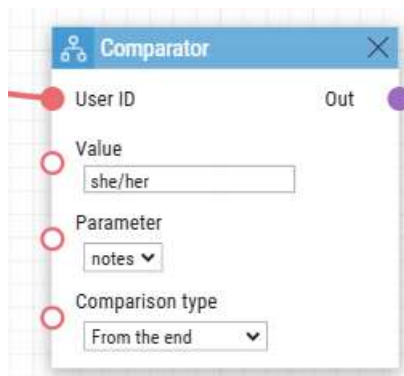 Comparator
User ID Out
Value
she/her
Parameter
notes
Comparison type
From the end